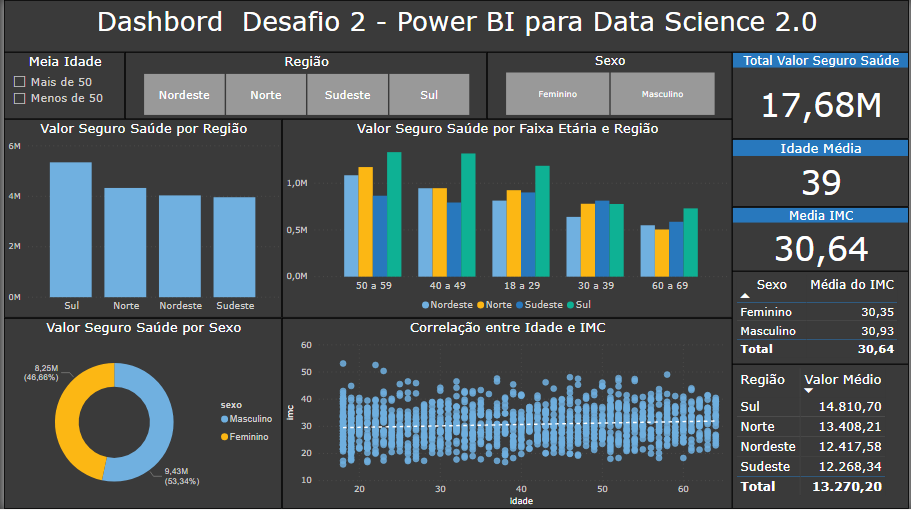 Dashbord  Desafio 2 - Power BI para Data Science 2.0
Meia Idade
Mais de 50
Menos de 50
Região
Nordeste Norte Sudeste Sul
Sexo
Feminino Masculino
Total Valor Seguro Saúde
17,68M
Idade Média
39
Media IMC
30,64
Valor Seguro Saúde por Região
6M
4M
2M
0M
Sul Norte Nordeste Sudeste
Valor Seguro Saúde por Faixa Etária e Região
1,0M
0,5M
0,0M
50 a 59 40 a 49 18 a 29 30 a 39 60 a 69
Nordeste Norte Sudeste Sul
Sexo Média do IMC
Feminino 30,35
Masculino 30,93
Total 30,64
Valor Seguro Saúde por Sexo
8,25M
(46,66%)
9,43M
(53,34%)
sexo
Masculino
Feminino
Correlação entre Idade e IMC
imc
60
50
40
30
20
10
20 30 40 50 60
Idade
Região Valor Médio
Sul 14.810,70
Norte 13.408,21
Nordeste 12.417,58
Sudeste 12.268,34
Total 13.270,20